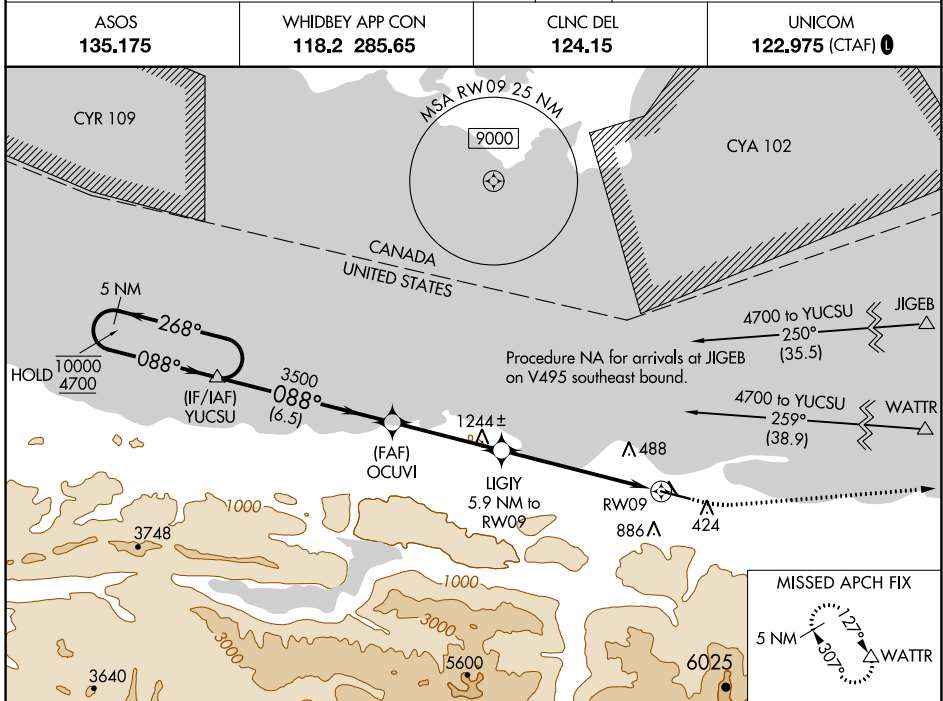 ASOS
135.175
WHIDBEY APP CON
118.2 285.65
CLNC DEL
124.15
UNICOM
122.975 (CTAF) L
CYR 109
MSA RW09 25 NM
9000
CYA 102
CANADA
UNITED STATES
5 NM
268°
088°
HOLD
10000
4700
(IF/IAF)
YUCSU
3500
088°
(6.5)
(FAF)
OCUVI
1244±
LIGIY
5.9 NM to
RW09
4700 to YUCSU
250°
(35.5)
JIGEB
Procedure NA for arrivals at JIGEB
on V495 southeast bound.
4700 to YUCSU
259°
(38.9)
WATTR
488
RW09
886
424
1000
3748
1000
3000
3000
3640
5600
6025
MISSED APCH FIX
5 NM
127°
307°
WATTR